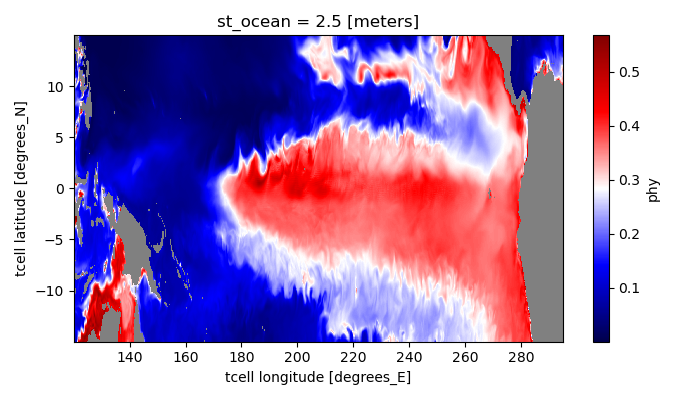 st_ocean = 2.5 [meters]
10
5
0
−5
−10
tcell latitude [degrees_N]
140 160 180 200 220 240 260 280
tcell longitude [degrees_E]
0.5
0.4
0.3
0.2
0.1
phy